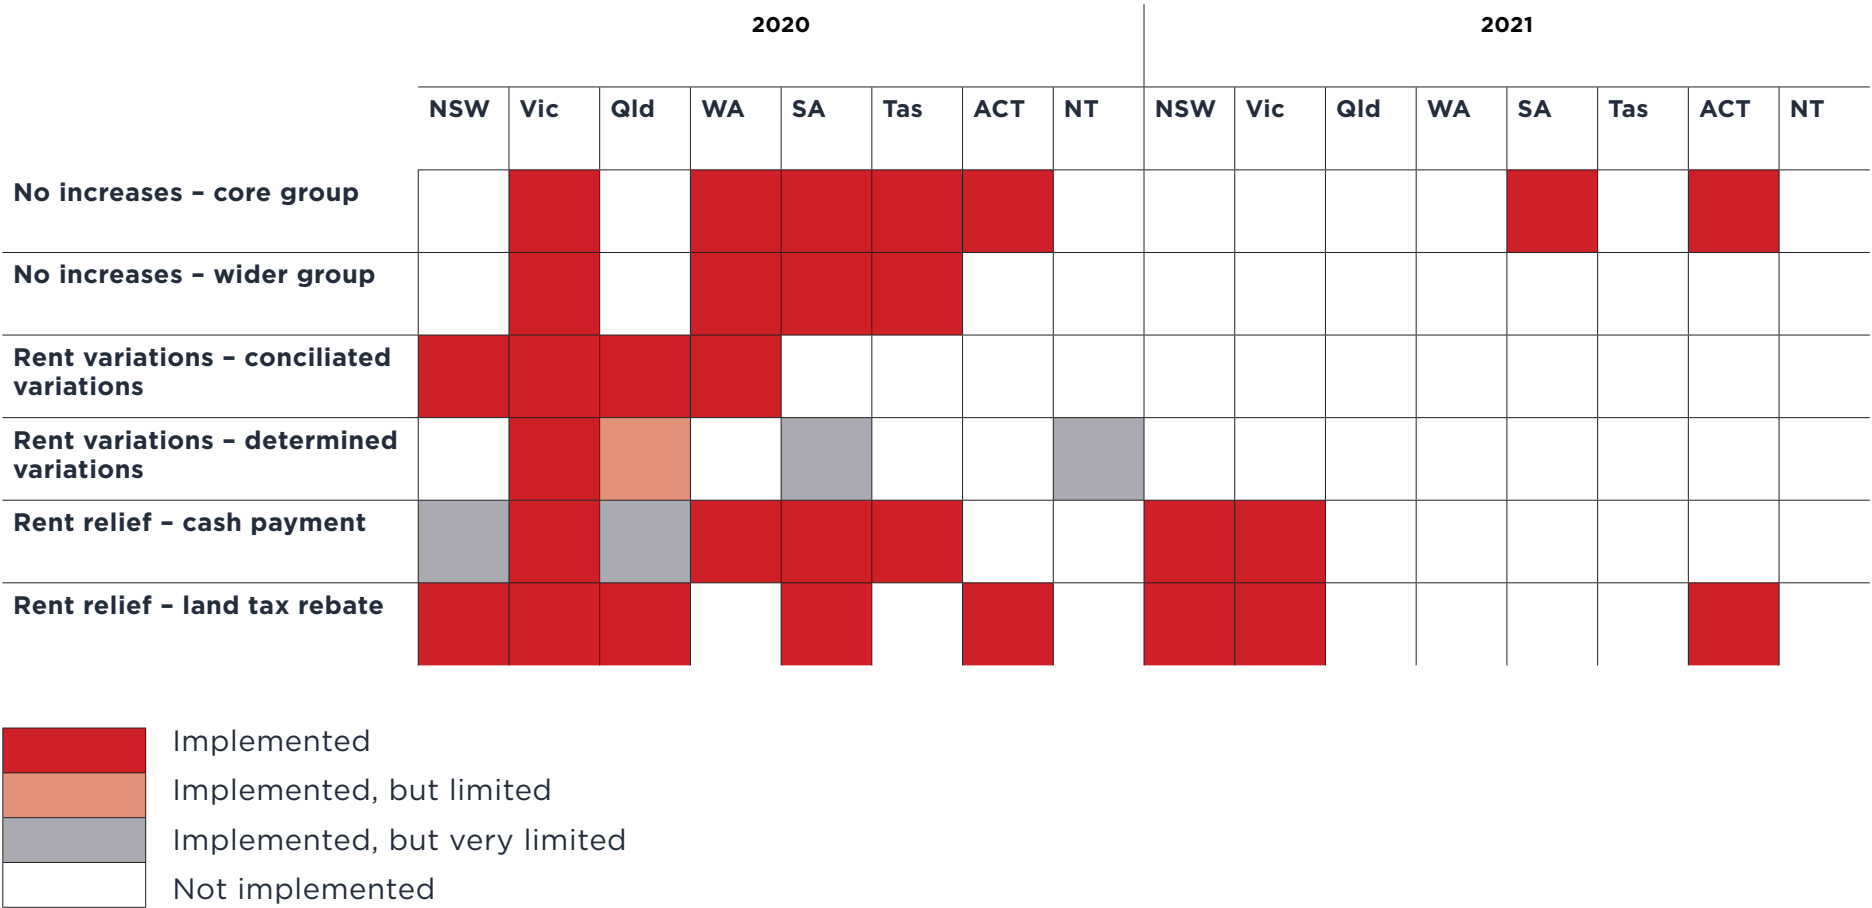 2020 2021
NSW Vic Qld WA SA Tas ACT NT NSW Vic Qld WA SA Tas ACT NT
No increases – core group
No increases – wider group
Rent variations – conciliated
variations
Rent variations – determined
variations
Rent relief – cash payment
Rent relief – land tax rebate
Implemented
Implemented, but limited
Implemented, but very limited
Not implemented